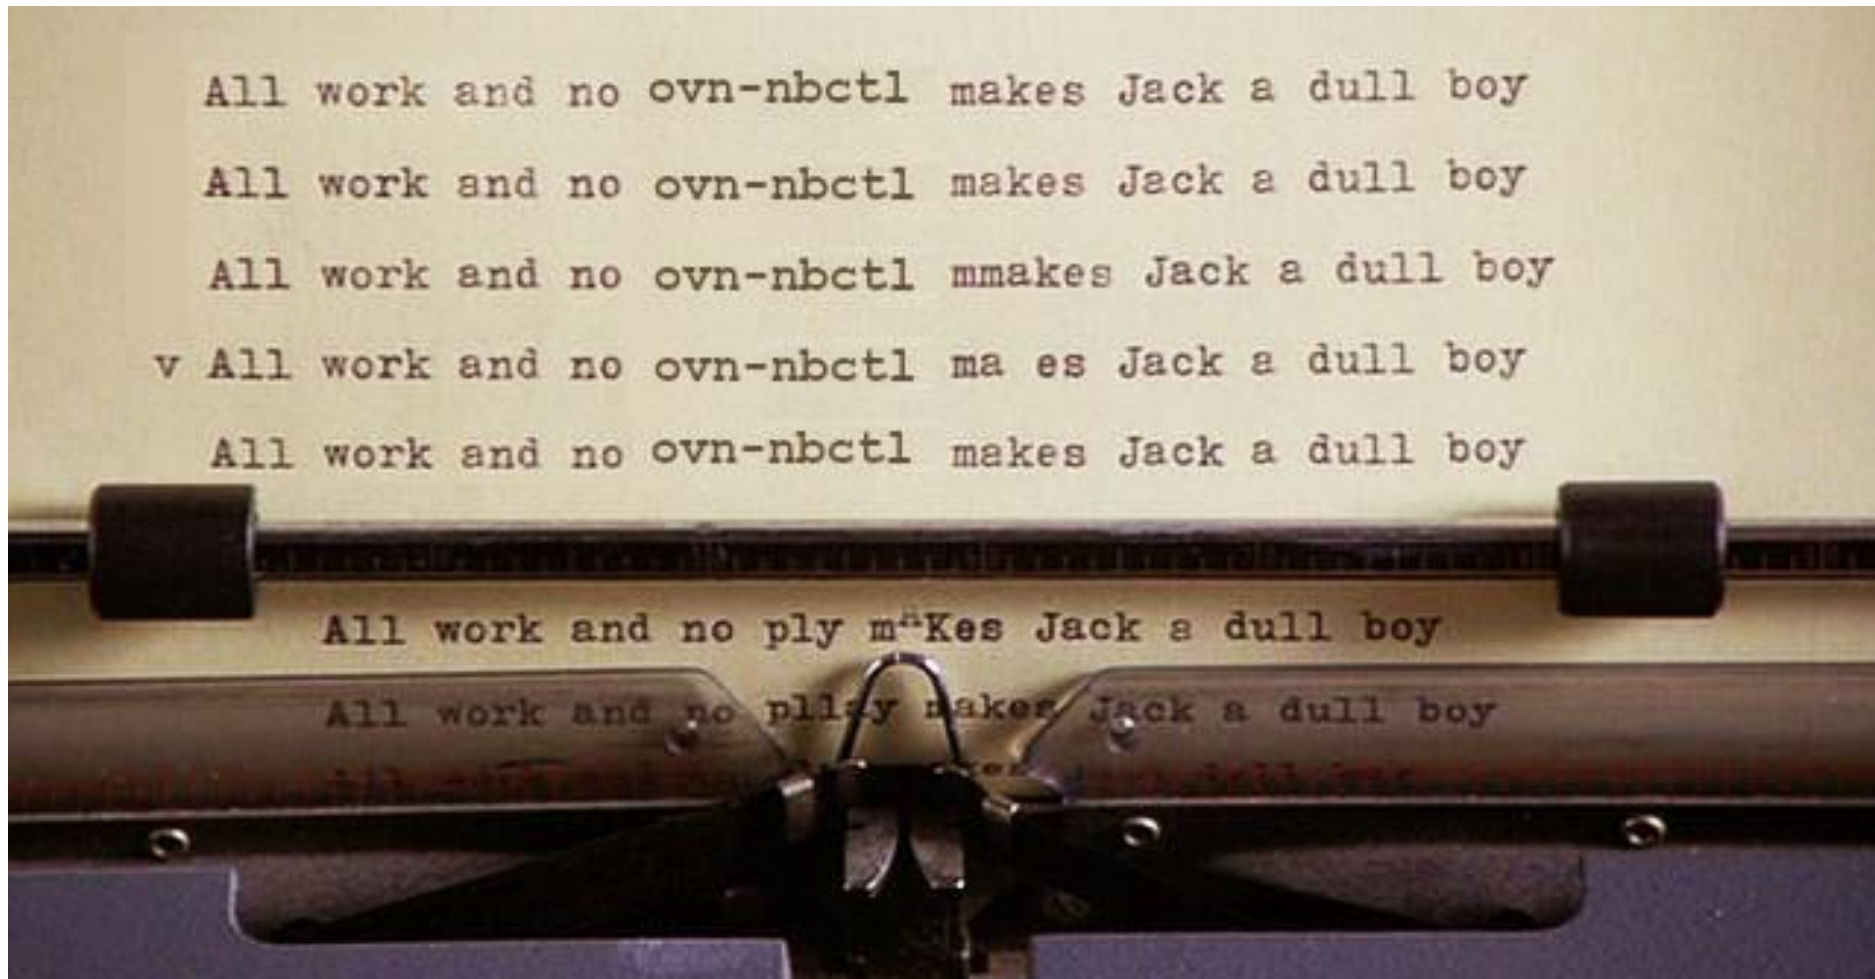 All work and no ovn-nbctl makes Jack a dull boy
All work and no ovn-nbctl makes Jack a dull boy
All work and no ovn-nbctl mmakes Jack a dull boy
v All work and no ovn-nbctl ma es Jack a dull boy
All work and no ovn-nbctl makes Jack a dull boy
All work and no ply mAKes Jack a dull boy
All work and no pllay makes Jack a dull boy